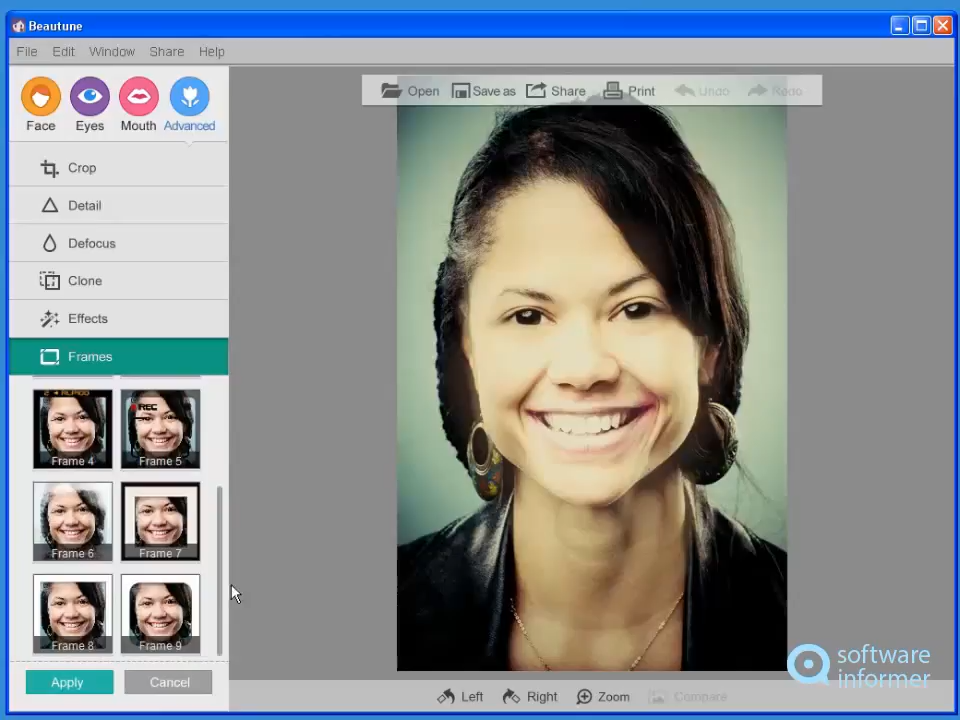 Beautune
File Edit Window Share Help
Open Save as Share Print Undo Redo
Face Eyes Mouth Advanced
Crop
Detail
Defocus
Clone
Effects
Frames
REC
Frame 4 Frame 5
Frame 6 Frame 7
Frame 8 Frame 9
Apply Cancel
Left Right Zoom Compare
software
informer